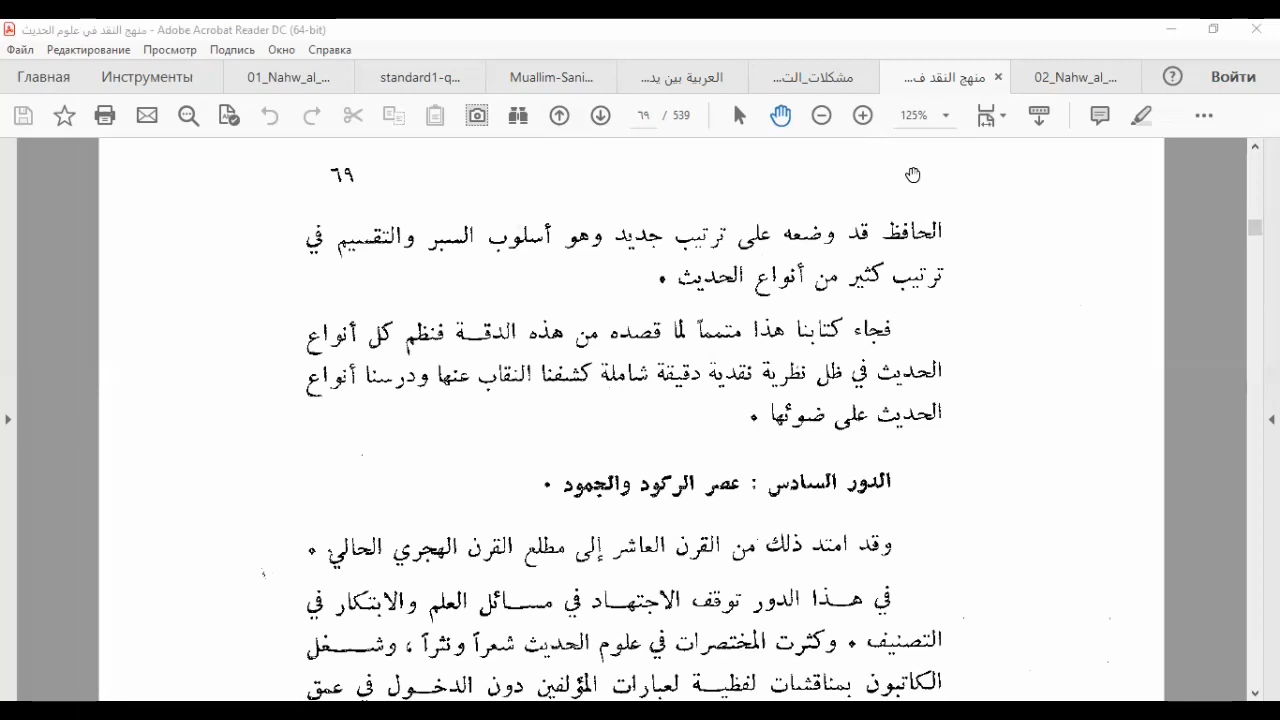 منهج النقد في علوم الحديث - Adobe Acrobat Reader DC (64-bit)
Файл Редактирование Просмотр Подпись Окно Справка
Главная Инструменты 01_Nahw_al_... standard1-q... Muallim-Sani... العربية بين يد... مشكلات_الت... منهج النقد ف... × 02_Nahw_al_... Войти
٦٩ / 539 125%
٦٩
الحافظ قد وضعه على ترتيب جديد وهو أسلوب السبر والتقسيم في
ترتيب كثير من أنواع الحديث .
فجاء كتابنا هذا متمماً لما قصده من هذه الدقـة فنظم كل أنواع
الحديث في ظل نظرية نقدية دقيقة شاملة كشفنا النقاب عنها ودرسنا أنواع
الحديث على ضوئها .
الدور السادس : عصر الركود والجمود .
وقد امتد ذلك من القرن العاشر إلى مطلع القرن الهجري الحالي .
في هـذا الدور توقف الاجتهـاد في مسـائل العلم والابتكار في
التصنيف . وكثرت المختصرات في علوم الحديث شعراً ونثراً ، وشـغل
الكاتبون بمناقشات لفظيـة لعبارات المؤلفين دون الدخـول في عمق